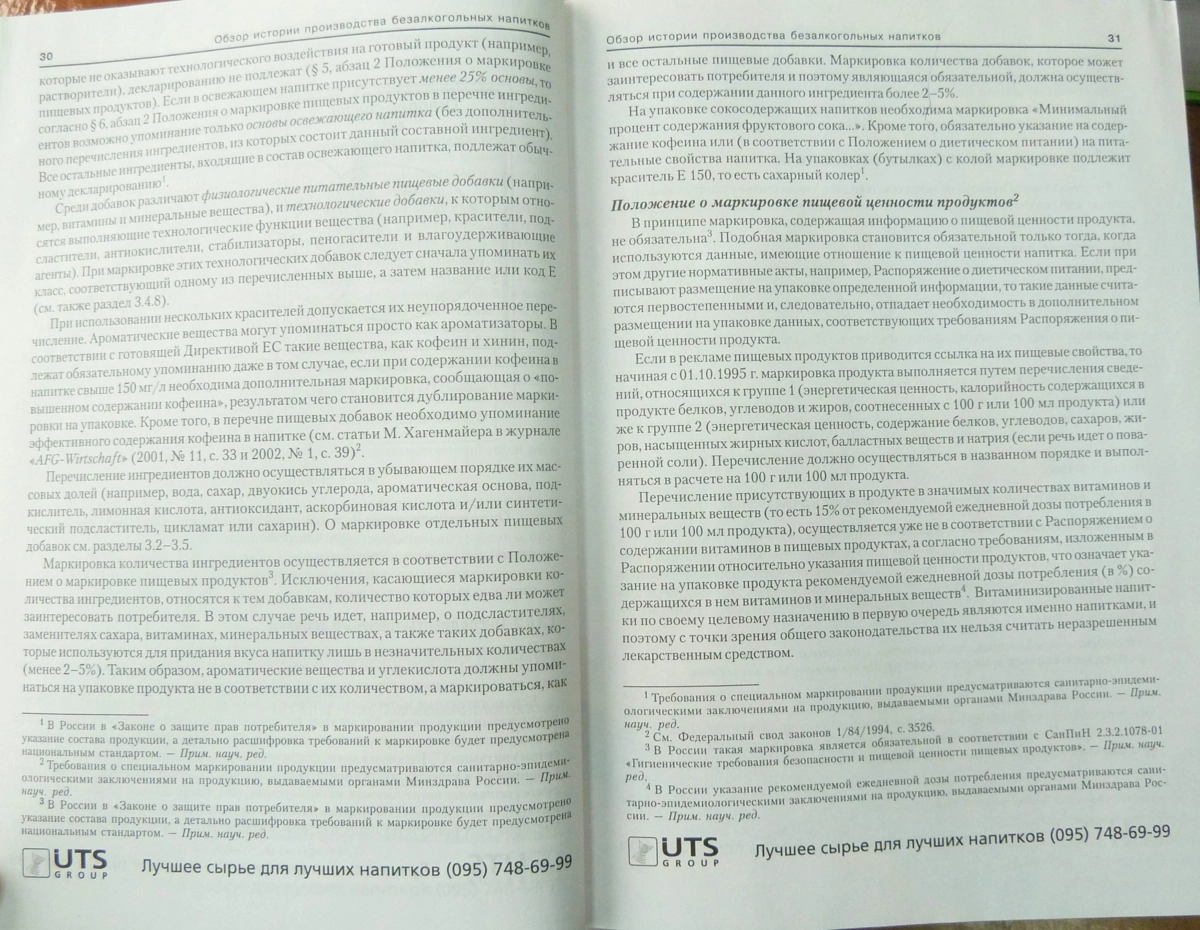 30
Обзор истории производства безалкогольных напитков
которые не оказывают технологического воздействия на готовый продукт (например,
растворители), декларированию не подлежат (§ 5, абзац 2 Положения о маркировке
пищевых продуктов). Если в освежающем напитке присутствует менее 25% основы, то
согласно § 6, абзац 2 Положения о маркировке пищевых продуктов в перечне ингреди-
ентов возможно упоминание только основы освежающего напитка (без дополнитель-
ного перечисления ингредиентов, из которых состоит данный составной ингредиент).
Все остальные ингредиенты, входящие в состав освежающего напитка, подлежат обыч-
ному декларированию¹.
Среди добавок различают физиологические питательные пищевые добавки (напри-
мер, витамины и минеральные вещества), и технологические добавки, к которым отно-
сятся выполняющие технологические функции вещества (например, красители, под-
сластители, антиокислители, стабилизаторы, пеногасители и влагоудерживающие
агенты). При маркировке этих технологических добавок следует сначала упоминать их
класс, соответствующий одному из перечисленных выше, а затем название или код Е
(см. также раздел 3.4.8).
При использовании нескольких красителей допускается их неупорядоченное пере-
числение. Ароматические вещества могут упоминаться просто как ароматизаторы. В
соответствии с готовящей Директивой ЕС такие вещества, как кофеин и хинин, под-
лежат обязательному упоминанию даже в том случае, если при содержании кофеина в
напитке свыше 150 мг/л необходима дополнительная маркировка, сообщающая о «по-
вышенном содержании кофеина», результатом чего становится дублирование марки-
ровки на упаковке. Кроме того, в перечне пищевых добавок необходимо упоминание
эффективного содержания кофеина в напитке (см. статьи М. Хагенмайера в журнале
«AFG-Wirtschaft» (2001, № 11, с. 33 и 2002, № 1, с. 39)².
Перечисление ингредиентов должно осуществляться в убывающем порядке их мас-
совых долей (например, вода, сахар, двуокись углерода, ароматическая основа, под-
кислитель, лимонная кислота, антиоксидант, аскорбиновая кислота и/или синтети-
ческий подсластитель, цикламат или сахарин). О маркировке отдельных пищевых
добавок см. разделы 3.2–3.5.
Маркировка количества ингредиентов осуществляется в соответствии с Положе-
нием о маркировке пищевых продуктов³. Исключения, касающиеся маркировки ко-
личества ингредиентов, относятся к тем добавкам, количество которых едва ли может
заинтересовать потребителя. В этом случае речь идет, например, о подсластителях,
заменителях сахара, витаминах, минеральных веществах, а также таких добавках, ко-
торые используются для придания вкуса напитку лишь в незначительных количествах
(менее 2–5%). Таким образом, ароматические вещества и углекислота должны упоми-
наться на упаковке продукта не в соответствии с их количеством, а маркироваться, как
¹ В России в «Законе о защите прав потребителя» в маркировании продукции предусмотрено
указание состава продукции, а детально расшифровка требований к маркировке будет предусмотрена
национальным стандартом. — Прим. науч. ред.
² Требования о специальном маркировании продукции предусматриваются санитарно-эпидеми-
ологическими заключениями на продукцию, выдаваемыми органами Минздрава России. — Прим.
науч. ред.
³ В России в «Законе о защите прав потребителя» в маркировании продукции предусмотрено
указание состава продукции, а детально расшифровка требований к маркировке будет предусмотрена
национальным стандартом. — Прим. науч. ред.
UTS
GROUP
Лучшее сырье для лучших напитков (095) 748-69-99
Обзор истории производства безалкогольных напитков
31
и все остальные пищевые добавки. Маркировка количества добавок, которое может
заинтересовать потребителя и поэтому являющаяся обязательной, должна осуществ-
ляться при содержании данного ингредиента более 2–5%.
На упаковке сокосодержащих напитков необходима маркировка «Минимальный
процент содержания фруктового сока...». Кроме того, обязательно указание на содер-
жание кофеина или (в соответствии с Положением о диетическом питании) на пита-
тельные свойства напитка. На упаковках (бутылках) с колой маркировке подлежит
краситель Е 150, то есть сахарный колер¹.
Положение о маркировке пищевой ценности продуктов²
В принципе маркировка, содержащая информацию о пищевой ценности продукта,
не обязательна³. Подобная маркировка становится обязательной только тогда, когда
используются данные, имеющие отношение к пищевой ценности напитка. Если при
этом другие нормативные акты, например, Распоряжение о диетическом питании, пред-
писывают размещение на упаковке определенной информации, то такие данные счита-
ются первостепенными и, следовательно, отпадает необходимость в дополнительном
размещении на упаковке данных, соответствующих требованиям Распоряжения о пи-
щевой ценности продукта.
Если в рекламе пищевых продуктов приводится ссылка на их пищевые свойства, то
начиная с 01.10.1995 г. маркировка продукта выполняется путем перечисления сведе-
ний, относящихся к группе 1 (энергетическая ценность, калорийность содержащихся в
продукте белков, углеводов и жиров, соотнесенных с 100 г или 100 мл продукта) или
же к группе 2 (энергетическая ценность, содержание белков, углеводов, сахаров, жи-
ров, насыщенных жирных кислот, балластных веществ и натрия (если речь идет о пова-
ренной соли). Перечисление должно осуществляться в названном порядке и выпол-
няться в расчете на 100 г или 100 мл продукта.
Перечисление присутствующих в продукте в значимых количествах витаминов и
минеральных веществ (то есть 15% от рекомендуемой ежедневной дозы потребления в
100 г или 100 мл продукта), осуществляется уже не в соответствии с Распоряжением о
содержании витаминов в пищевых продуктах, а согласно требованиям, изложенным в
Распоряжении относительно указания пищевой ценности продуктов, что означает ука-
зание на упаковке продукта рекомендуемой ежедневной дозы потребления (в %) со-
держащихся в нем витаминов и минеральных веществ⁴. Витаминизированные напит-
ки по своему целевому назначению в первую очередь являются именно напитками, и
поэтому с точки зрения общего законодательства их нельзя считать неразрешенным
лекарственным средством.
¹ Требования о специальном маркировании продукции предусматриваются санитарно-эпидеми-
ологическими заключениями на продукцию, выдаваемыми органами Минздрава России. — Прим.
науч. ред.
² См. Федеральный свод законов 1/84/1994, с. 3526.
³ В России такая маркировка является обязательной в соответствии с СанПиН 2.3.2.1078-01
«Гигиенические требования безопасности и пищевой ценности пищевых продуктов». — Прим. науч.
ред.
⁴ В России указание рекомендуемой ежедневной дозы потребления предусматриваются сани-
тарно-эпидемиологическими заключениями на продукцию, выдаваемыми органами Минздрава Рос-
сии. — Прим. науч. ред.
UTS
GROUP
Лучшее сырье для лучших напитков (095) 748-69-99